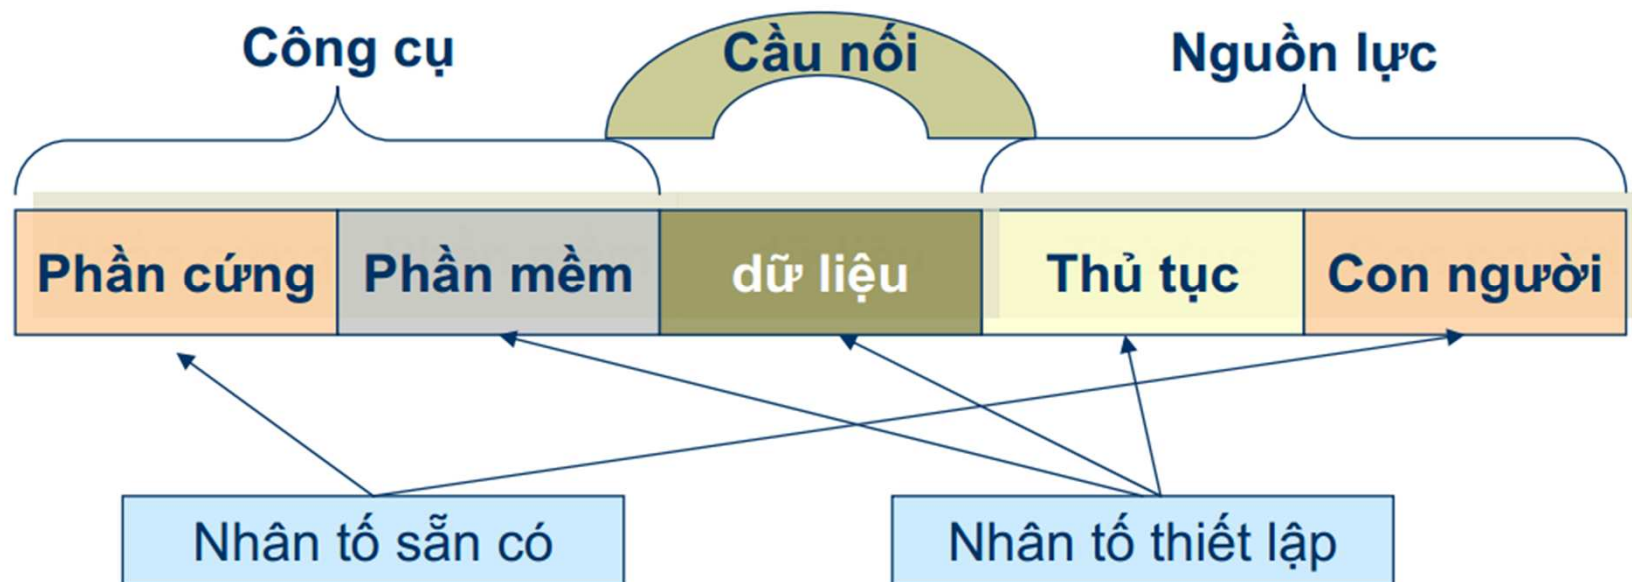 Công cụ
Cầu nối
Nguồn lực
Phần cứng
Phần mềm
dữ liệu
Thủ tục
Con người
Nhân tố sẵn có
Nhân tố thiết lập